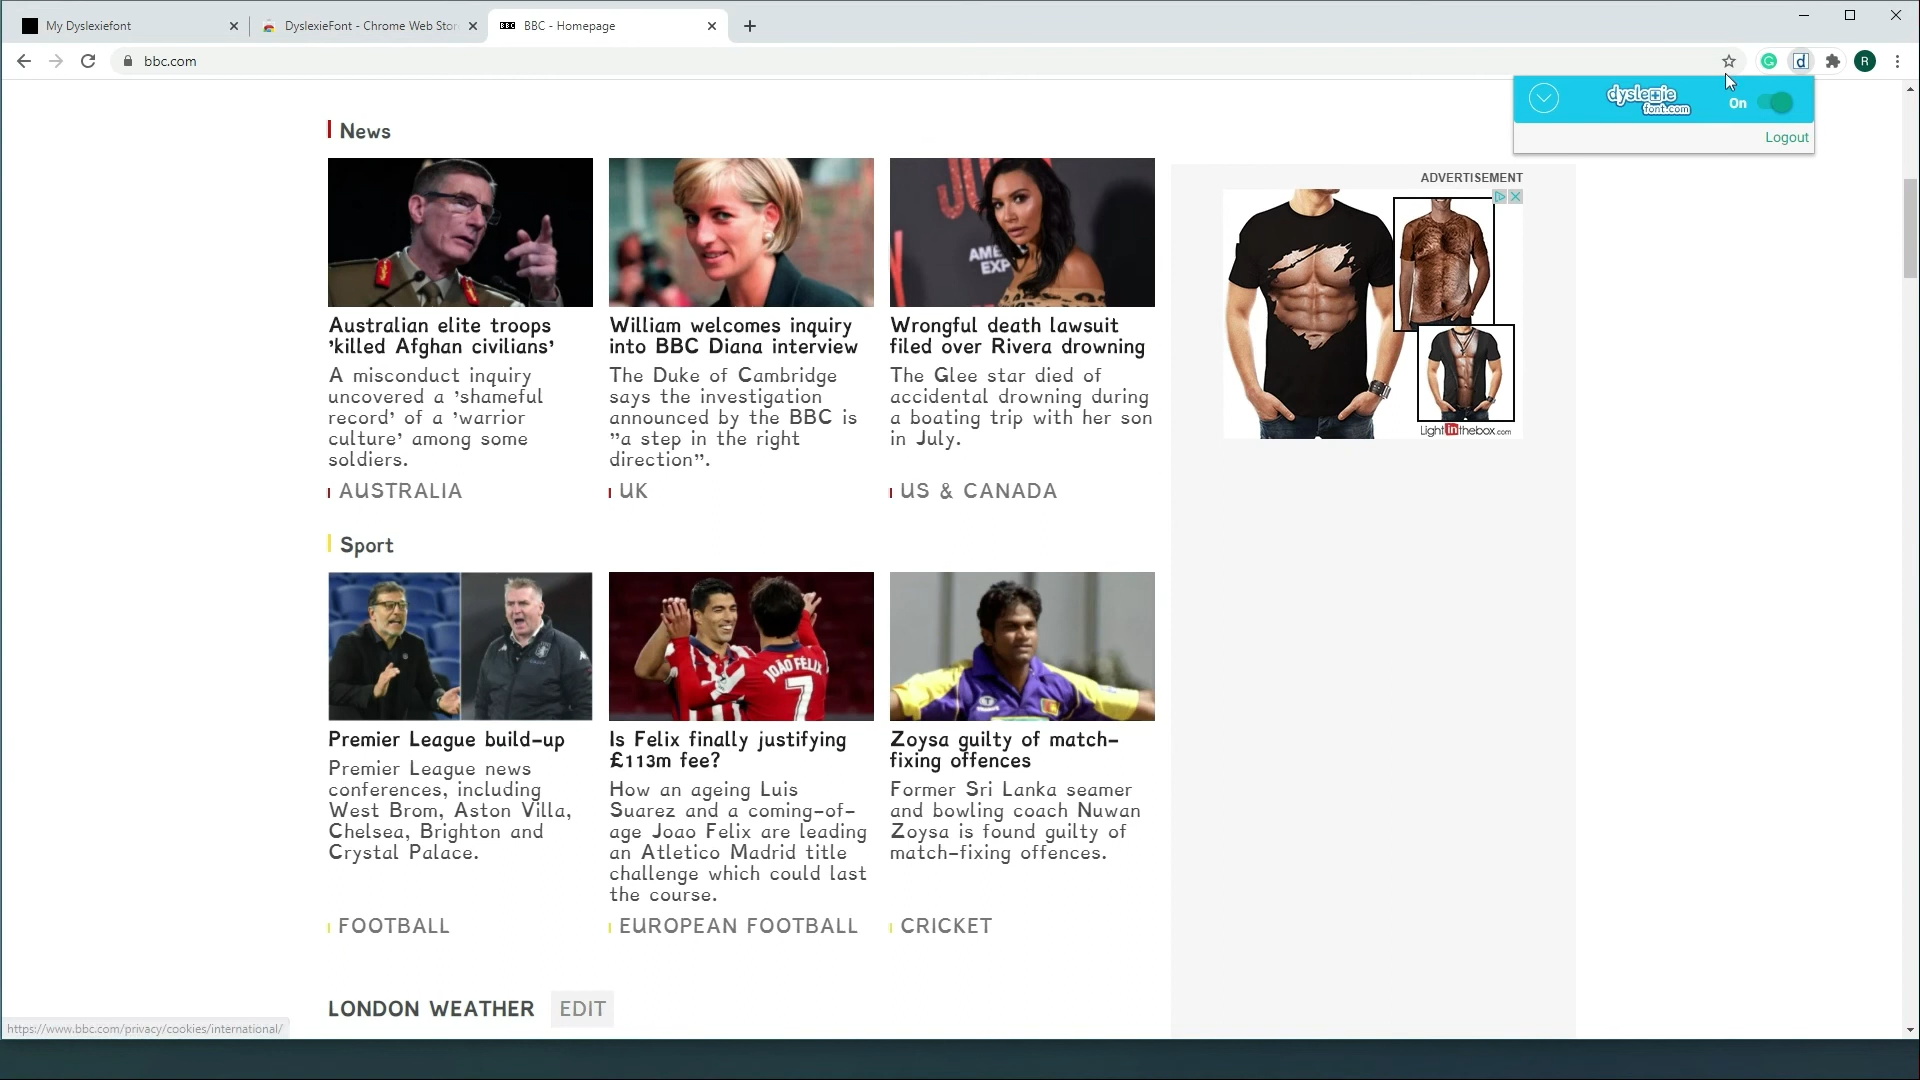 My Dyslexiefont
DyslexieFont - Chrome Web Stor
BBC
BBC - Homepage
bbc.com
G
d
R
dyslexie
font.com
On
Logout
News
AME
EXP
Australian elite troops
'killed Afghan civilians'
A misconduct inquiry
uncovered a 'shameful
record' of a 'warrior
culture' among some
soldiers.
AUSTRALIA
William welcomes inquiry
into BBC Diana interview
The Duke of Cambridge
says the investigation
announced by the BBC is
"a step in the right
direction".
UK
Wrongful death lawsuit
filed over Rivera drowning
The Glee star died of
accidental drowning during
a boating trip with her son
in July.
US & CANADA
ADVERTISEMENT
Lightinthebox.com
Sport
JOÃO FÉLIX
7
Premier League build-up
Premier League news
conferences, including
West Brom, Aston Villa,
Chelsea, Brighton and
Crystal Palace.
FOOTBALL
Is Felix finally justifying
£113m fee?
How an ageing Luis
Suarez and a coming-of-
age Joao Felix are leading
an Atletico Madrid title
challenge which could last
the course.
EUROPEAN FOOTBALL
Zoysa guilty of match-
fixing offences
Former Sri Lanka seamer
and bowling coach Nuwan
Zoysa is found guilty of
match-fixing offences.
CRICKET
LONDON WEATHER EDIT
https://www.bbc.com/privacy/cookies/international/